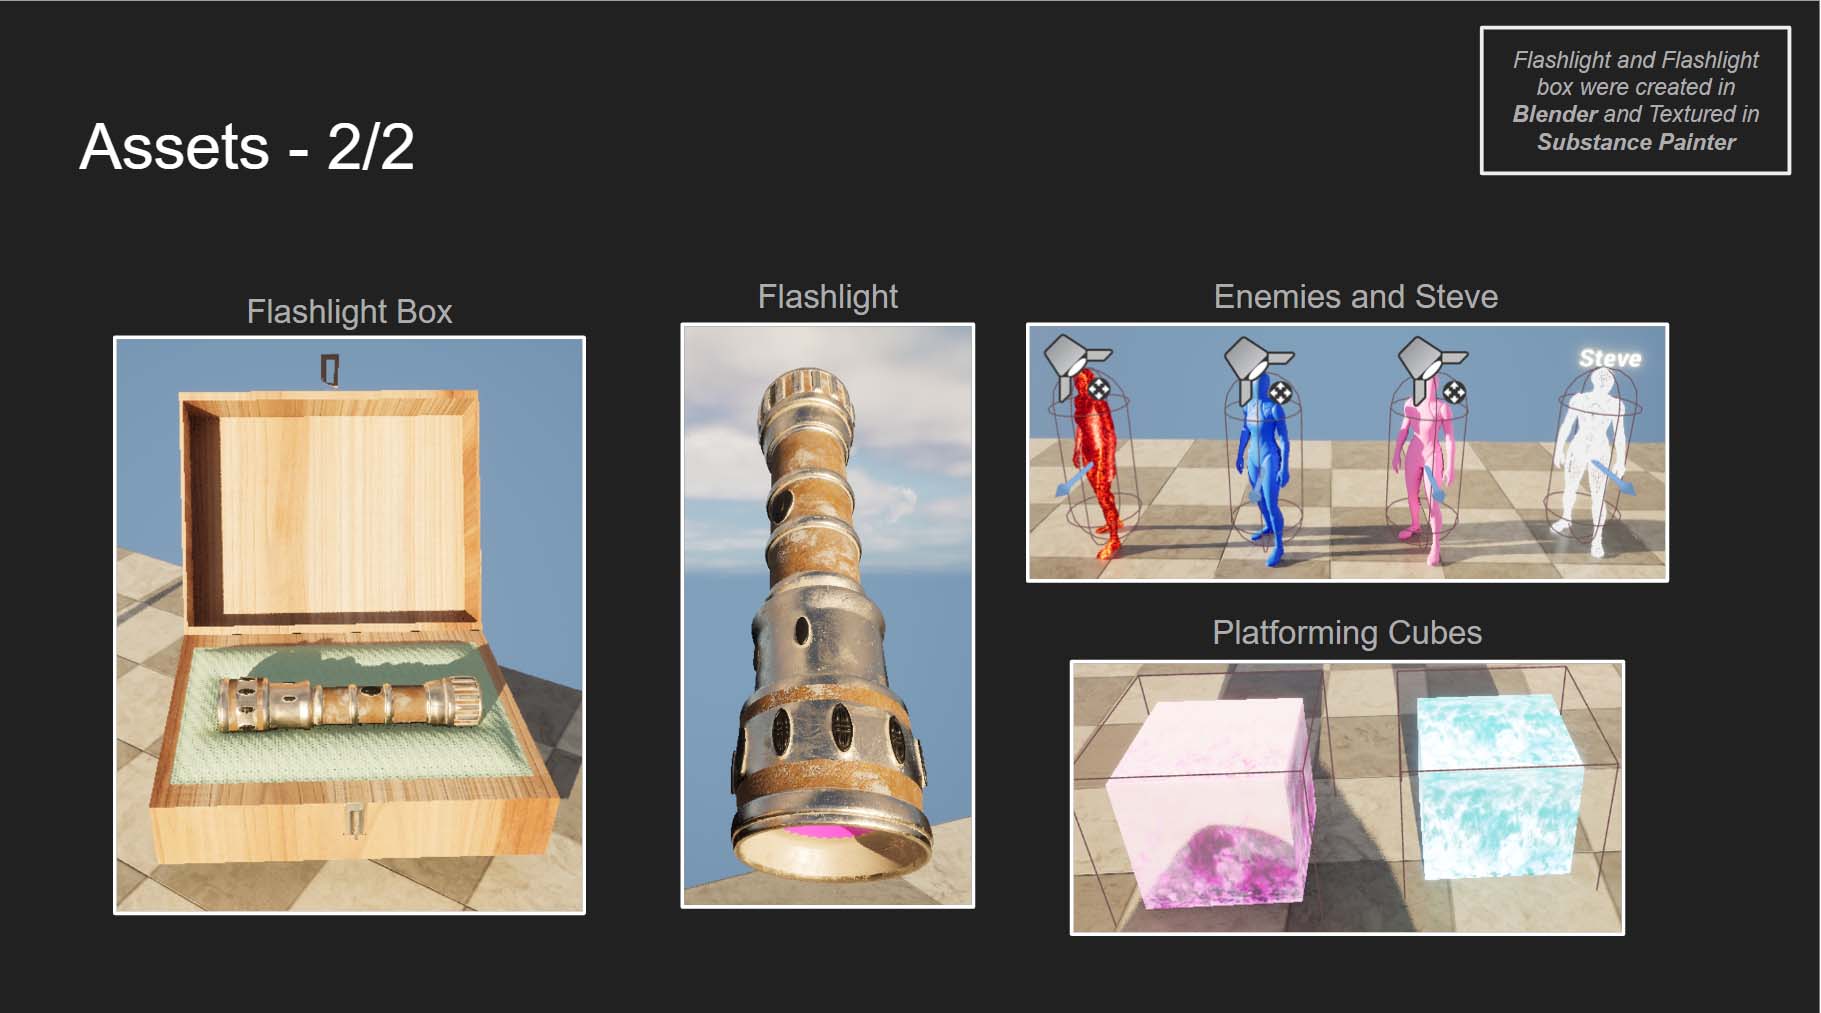 Flashlight and Flashlight
box were created in
Blender and Textured in
Substance Painter
Assets - 2/2
Flashlight Box
Flashlight
Enemies and Steve
Steve
Platforming Cubes